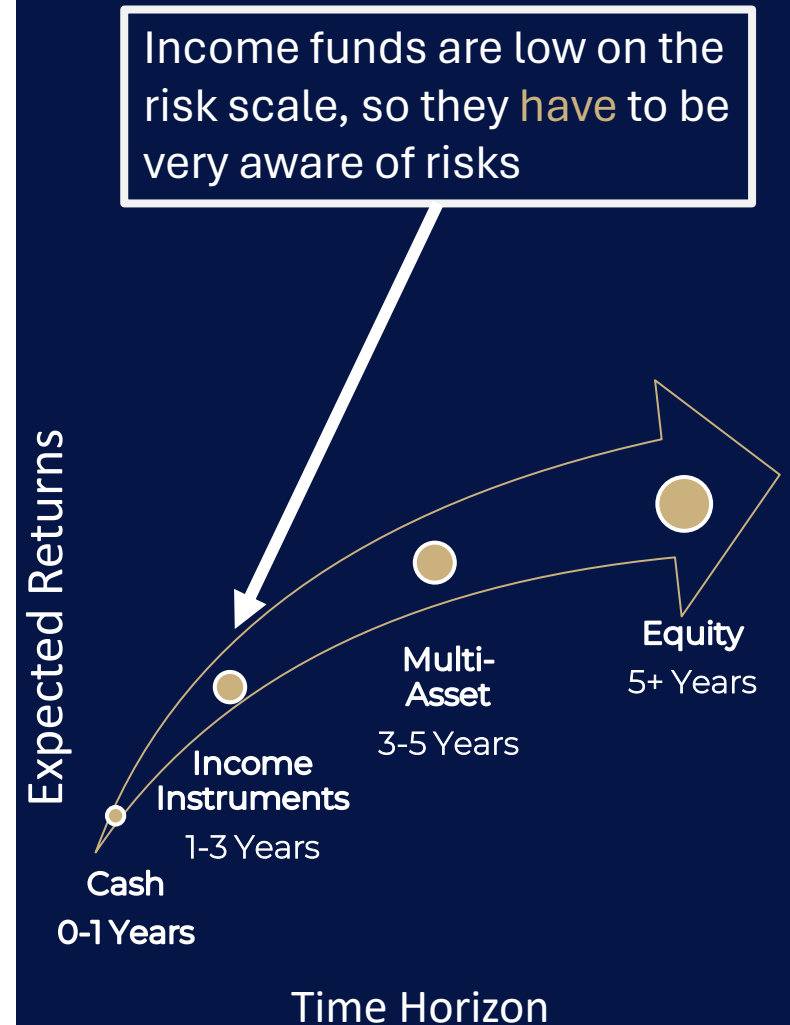 Income funds are low on the
risk scale, so they have to be
very aware of risks
Expected Returns
Equity
5+ Years
Multi-
Asset
3-5 Years
Income
Instruments
1-3 Years
Cash
0-1 Years
Time Horizon